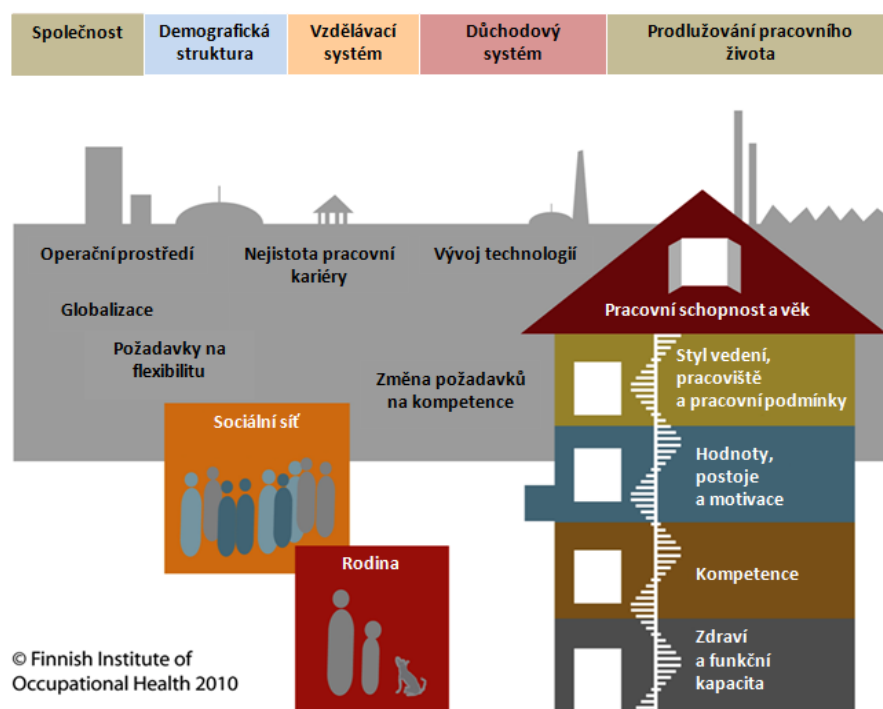 Společnost
Demografická
struktura
Vzdělávací
systém
Důchodový
systém
Prodlužování pracovního
života
Operační prostředí
Nejistota pracovní
kariéry
Vývoj technologií
Globalizace
Požadavky na
flexibilitu
Změna požadavků
na kompetence
Pracovní schopnost a věk
Styl vedení,
pracoviště
a pracovní podmínky
Sociální síť
Hodnoty,
postoje
a motivace
Rodina
Kompetence
Zdraví
a funkční
kapacita
© Finnish Institute of
Occupational Health 2010